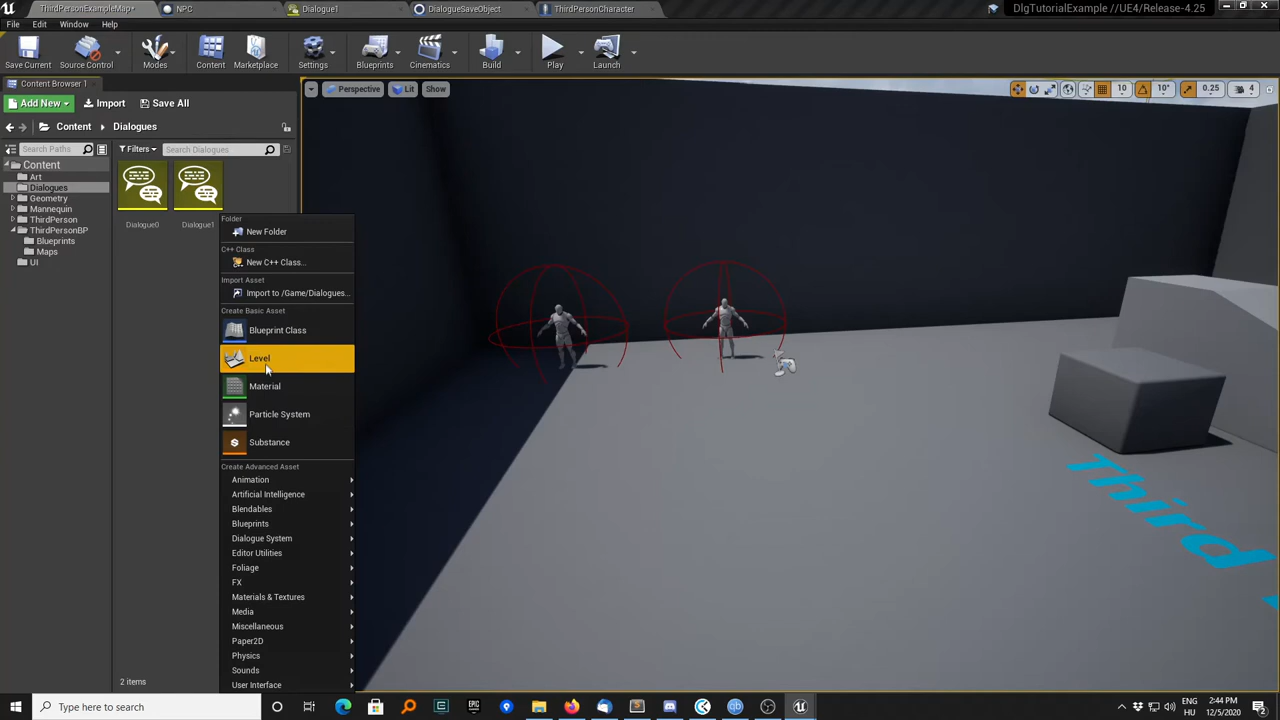 ThirdPersonExampleMap*
NPC
Dialogue1
DialogueSaveObject
ThirdPersonCharacter
DlgTutorialExample //UE4/Release-4.25
File
Edit
Window
Help
Save Current
Source Control
Modes
Content
Marketplace
Settings
Blueprints
Cinematics
Build
Play
Launch
Content Browser 1
Add New
Import
Save All
Perspective
Lit
Show
10
10°
0.25
4
Content
Dialogues
Search Paths
Filters
Search Dialogues
Content
Art
Dialogues
Geometry
Mannequin
ThirdPerson
ThirdPersonBP
Blueprints
Maps
UI
Dialogue0
Dialogue1
Folder
New Folder
C++ Class
New C++ Class...
Import Asset
Import to /Game/Dialogues...
Create Basic Asset
Blueprint Class
Level
Material
Particle System
Substance
Create Advanced Asset
Animation
Artificial Intelligence
Blendables
Blueprints
Dialogue System
Editor Utilities
Foliage
FX
Materials & Textures
Media
Miscellaneous
Paper2D
Physics
Sounds
User Interface
2 items
Third
Type here to search
ENG
HU
2:44 PM
12/5/2020